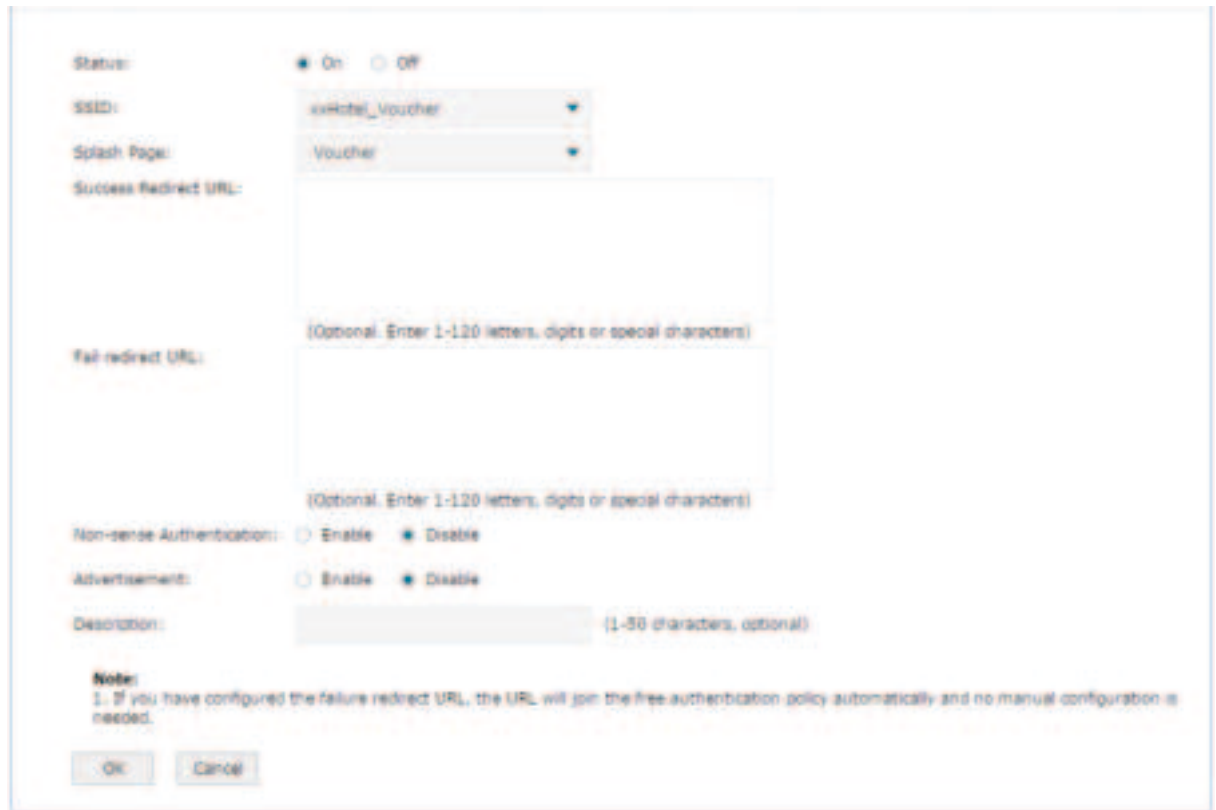 Status: On Off
SSID: xxHotel_Voucher
Splash Page: Voucher
Success Redirect URL:
(Optional. Enter 1-120 letters, digits or special characters)
Fail redirect URL:
(Optional. Enter 1-120 letters, digits or special characters)
Non-sense Authentication: Enable Disable
Advertisement: Enable Disable
Description: (1-50 characters, optional)
Note:
1. If you have configured the failure redirect URL, the URL will join the free authentication policy automatically and no manual configuration is
needed.
OK Cancel